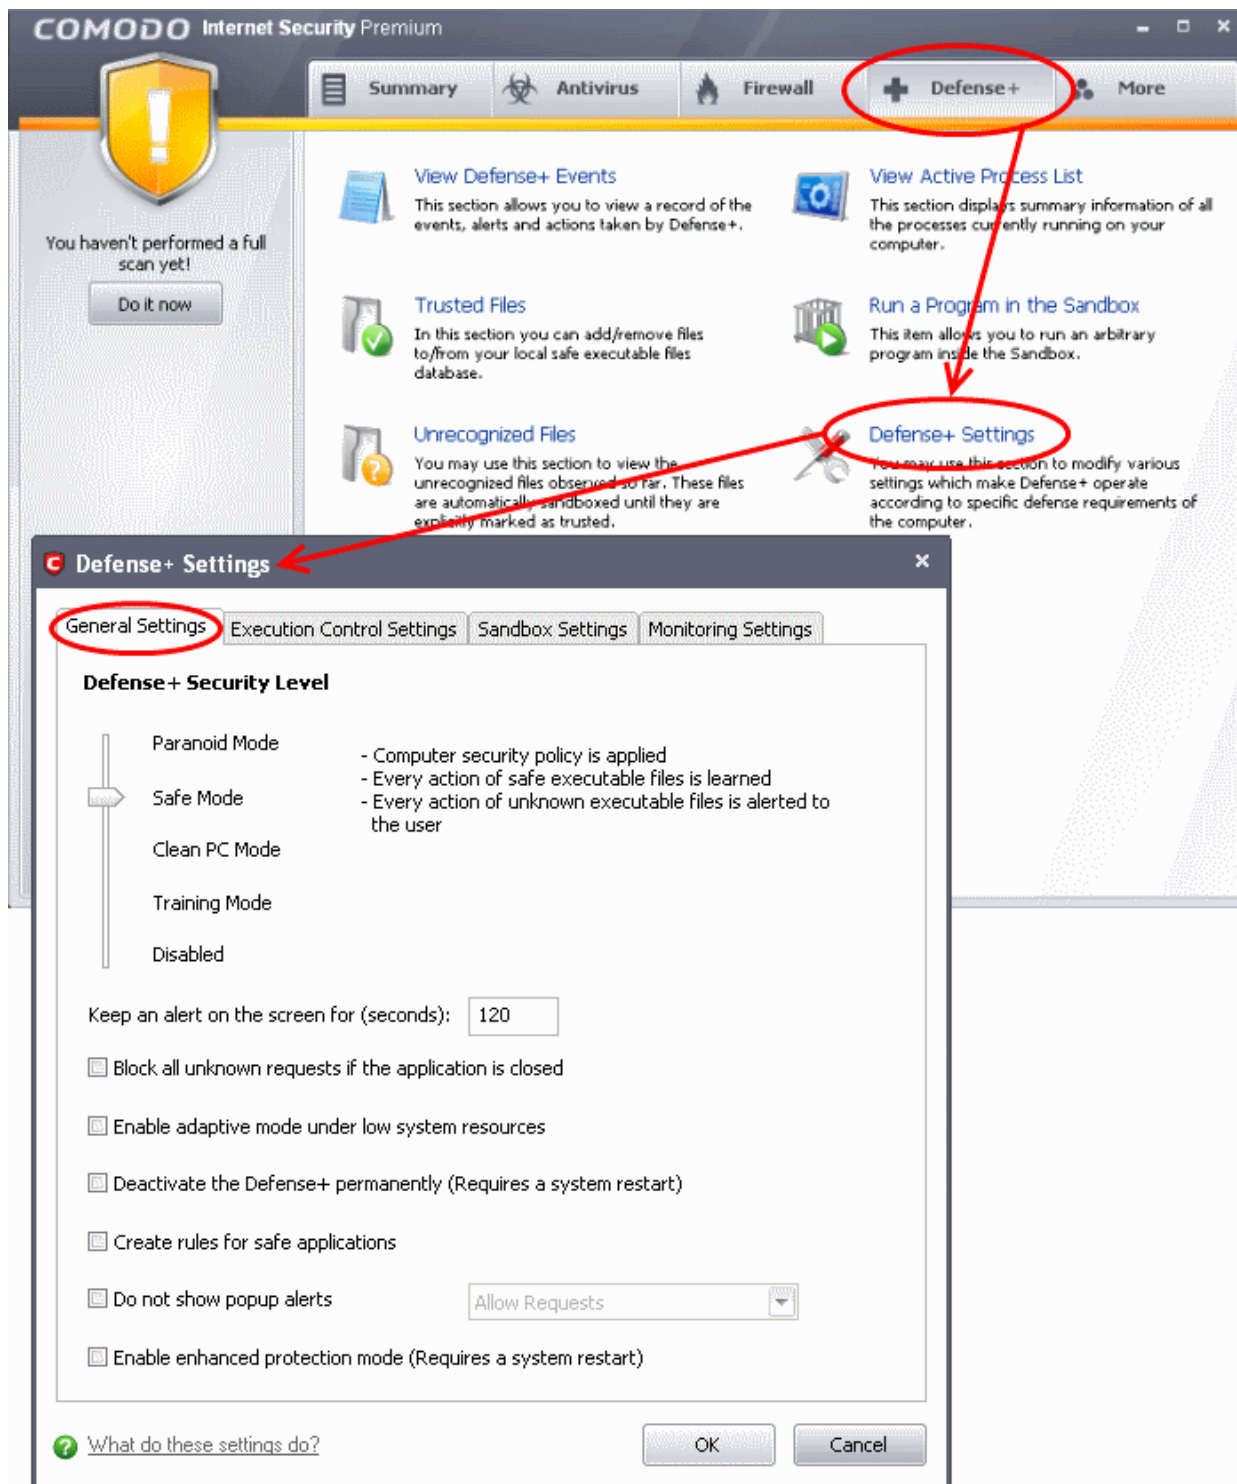 COMODO Internet Security Premium
Summary
Antivirus
Firewall
Defense+
More
You haven't performed a full
scan yet!
Do it now
View Defense+ Events
This section allows you to view a record of the
events, alerts and actions taken by Defense+.
View Active Process List
This section displays summary information of all
the processes currently running on your
computer.
Trusted Files
In this section you can add/remove files
to/from your local safe executable files
database.
Run a Program in the Sandbox
This item allows you to run an arbitrary
program inside the Sandbox.
Unrecognized Files
You may use this section to view the
unrecognized files observed so far. These files
are automatically sandboxed until they are
explicitly marked as trusted.
Defense+ Settings
You may use this section to modify various
settings which make Defense+ operate
according to specific defense requirements of
the computer.
Defense+ Settings
General Settings
Execution Control Settings
Sandbox Settings
Monitoring Settings
Defense+ Security Level
Paranoid Mode
Safe Mode
Clean PC Mode
Training Mode
Disabled
- Computer security policy is applied
- Every action of safe executable files is learned
- Every action of unknown executable files is alerted to
the user
Keep an alert on the screen for (seconds): 120
Block all unknown requests if the application is closed
Enable adaptive mode under low system resources
Deactivate the Defense+ permanently (Requires a system restart)
Create rules for safe applications
Do not show popup alerts
Allow Requests
Enable enhanced protection mode (Requires a system restart)
What do these settings do?
OK
Cancel